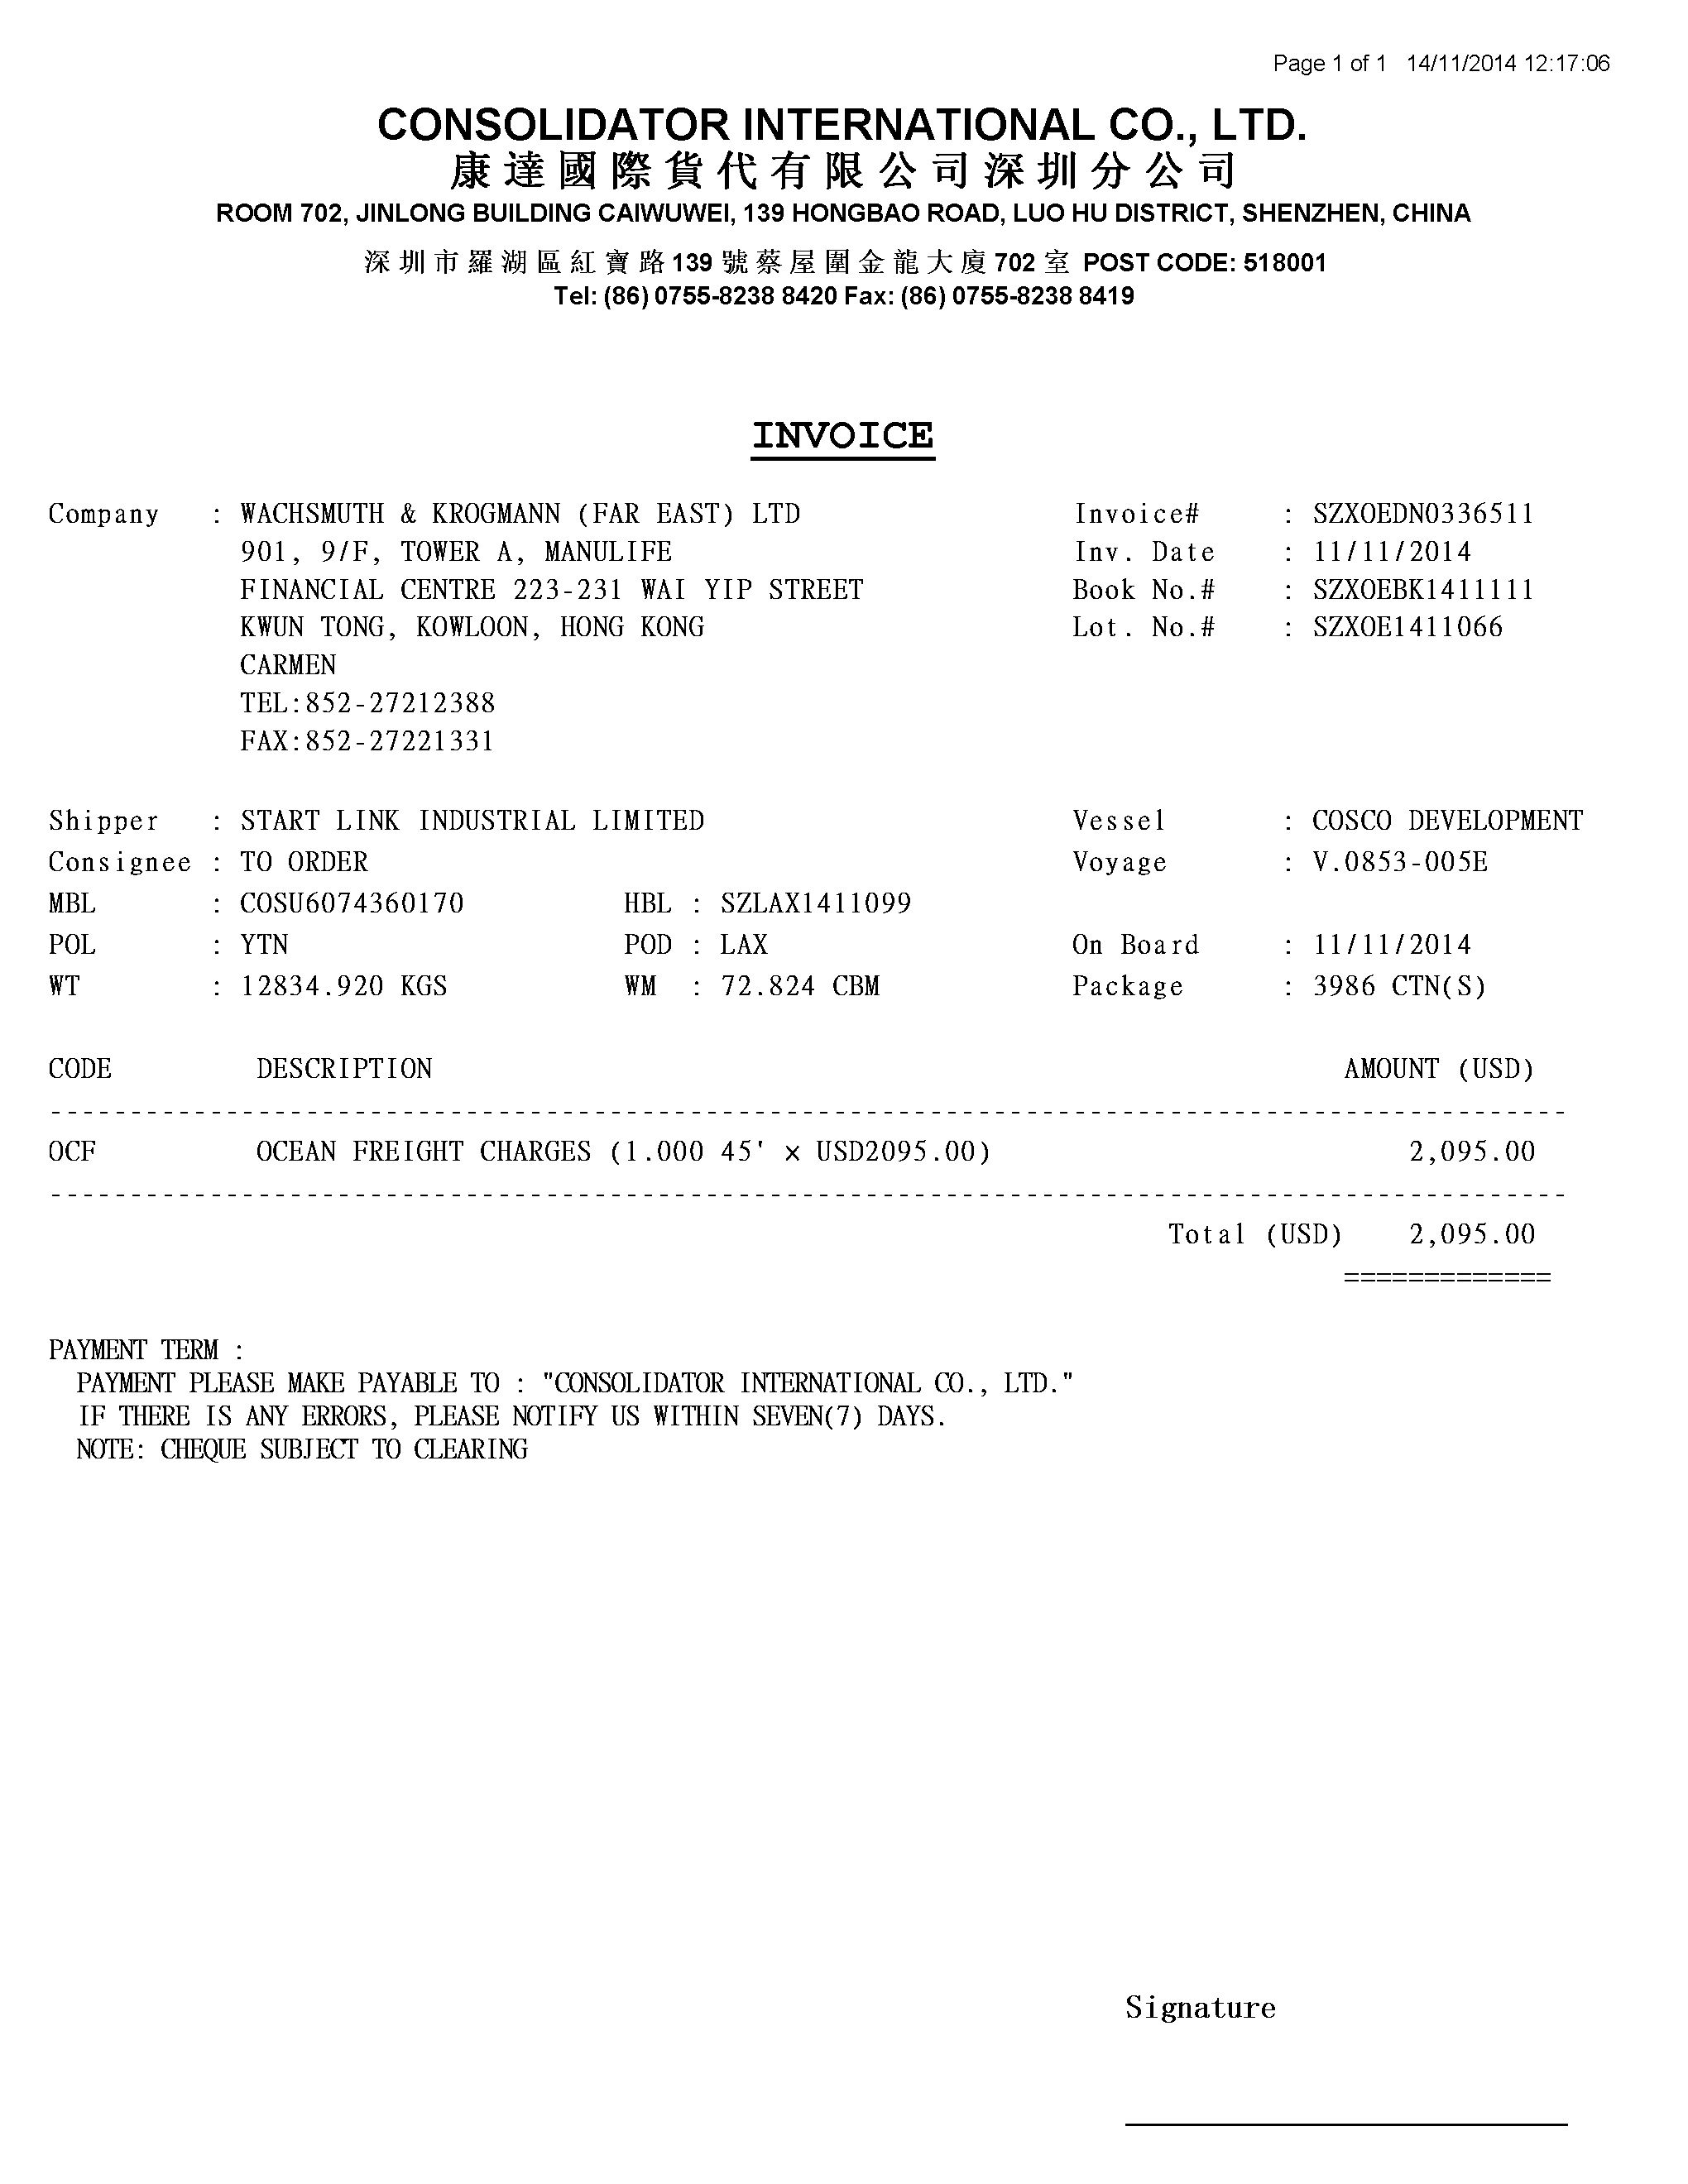 Page 1 of 1 14/11/2014 12:17:06
CONSOLIDATOR INTERNATIONAL CO., LTD.
康達國際貨代有限公司深圳分公司
ROOM 702, JINLONG BUILDING CAIWUWEI, 139 HONGBAO ROAD, LUO HU DISTRICT, SHENZHEN, CHINA
深圳市羅湖區紅寶路139號蔡屋圍金龍大廈702室 POST CODE: 518001
Tel: (86) 0755-8238 8420 Fax: (86) 0755-8238 8419
INVOICE
Company : WACHSMUTH & KROGMANN (FAR EAST) LTD Invoice# : SZXOEDN0336511
901, 9/F, TOWER A, MANULIFE Inv. Date : 11/11/2014
FINANCIAL CENTRE 223-231 WAI YIP STREET Book No.# : SZXOEBK1411111
KWUN TONG, KOWLOON, HONG KONG Lot. No.# : SZXOE1411066
CARMEN
TEL:852-27212388
FAX:852-27221331
Shipper : START LINK INDUSTRIAL LIMITED Vessel : COSCO DEVELOPMENT
Consignee : TO ORDER Voyage : V.0853-005E
MBL : COSU6074360170 HBL : SZLAX1411099
POL : YTN POD : LAX On Board : 11/11/2014
WT : 12834.920 KGS WM : 72.824 CBM Package : 3986 CTN(S)
CODE DESCRIPTION AMOUNT (USD)
OCF OCEAN FREIGHT CHARGES (1.000 45' × USD2095.00) 2,095.00
Total (USD) 2,095.00
=============
PAYMENT TERM :
PAYMENT PLEASE MAKE PAYABLE TO : "CONSOLIDATOR INTERNATIONAL CO., LTD."
IF THERE IS ANY ERRORS, PLEASE NOTIFY US WITHIN SEVEN(7) DAYS.
NOTE: CHEQUE SUBJECT TO CLEARING
Signature